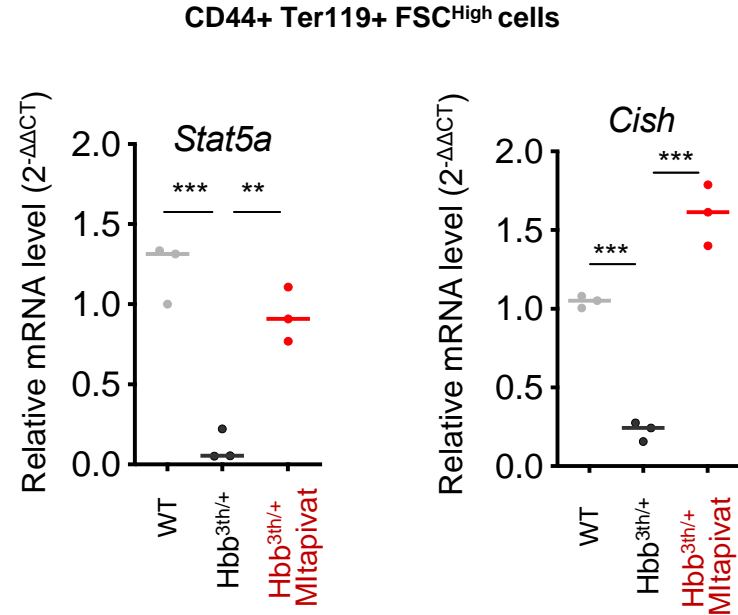 CD44+ Ter119+ FSCHigh cells
Stat5a
Relative mRNA level (2-ΔΔCT)
2.0
1.5
1.0
0.5
0.0
***
**
WT
Hbb3th/+
Hbb3th/+
MItapivat
Cish
Relative mRNA level (2-ΔΔCT)
2.0
1.5
1.0
0.5
0.0
***
***
WT
Hbb3th/+
Hbb3th/+
MItapivat